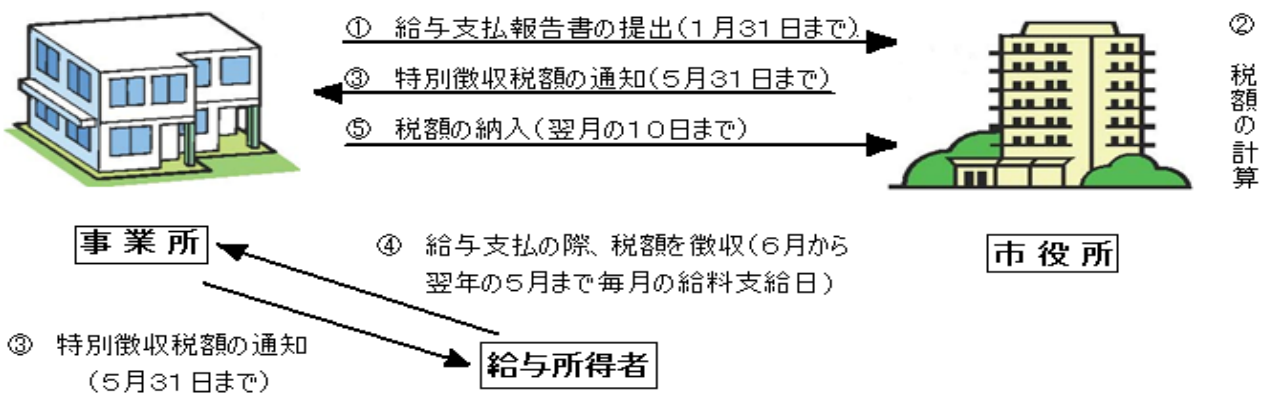 ① 給与支払報告書の提出(1月31日まで)
② 税額の計算
③ 特別徴収税額の通知(5月31日まで)
⑤ 税額の納入(翌月の10日まで)
事業所
④ 給与支払の際、税額を徴収(6月から
翌年の5月まで毎月の給料支給日)
市役所
③ 特別徴収税額の通知
(5月31日まで)
給与所得者